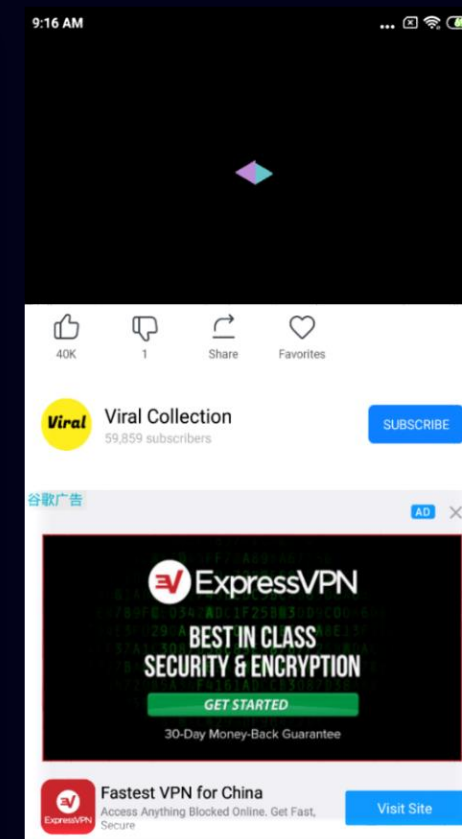 9:16 AM
40K
1
Share
Favorites
Viral
Viral Collection
59,859 subscribers
SUBSCRIBE
谷歌广告
AD
ExpressVPN
BEST IN CLASS
SECURITY & ENCRYPTION
GET STARTED
30-Day Money-Back Guarantee
ExpressVPN
Fastest VPN for China
Access Anything Blocked Online. Get Fast,
Secure
Visit Site